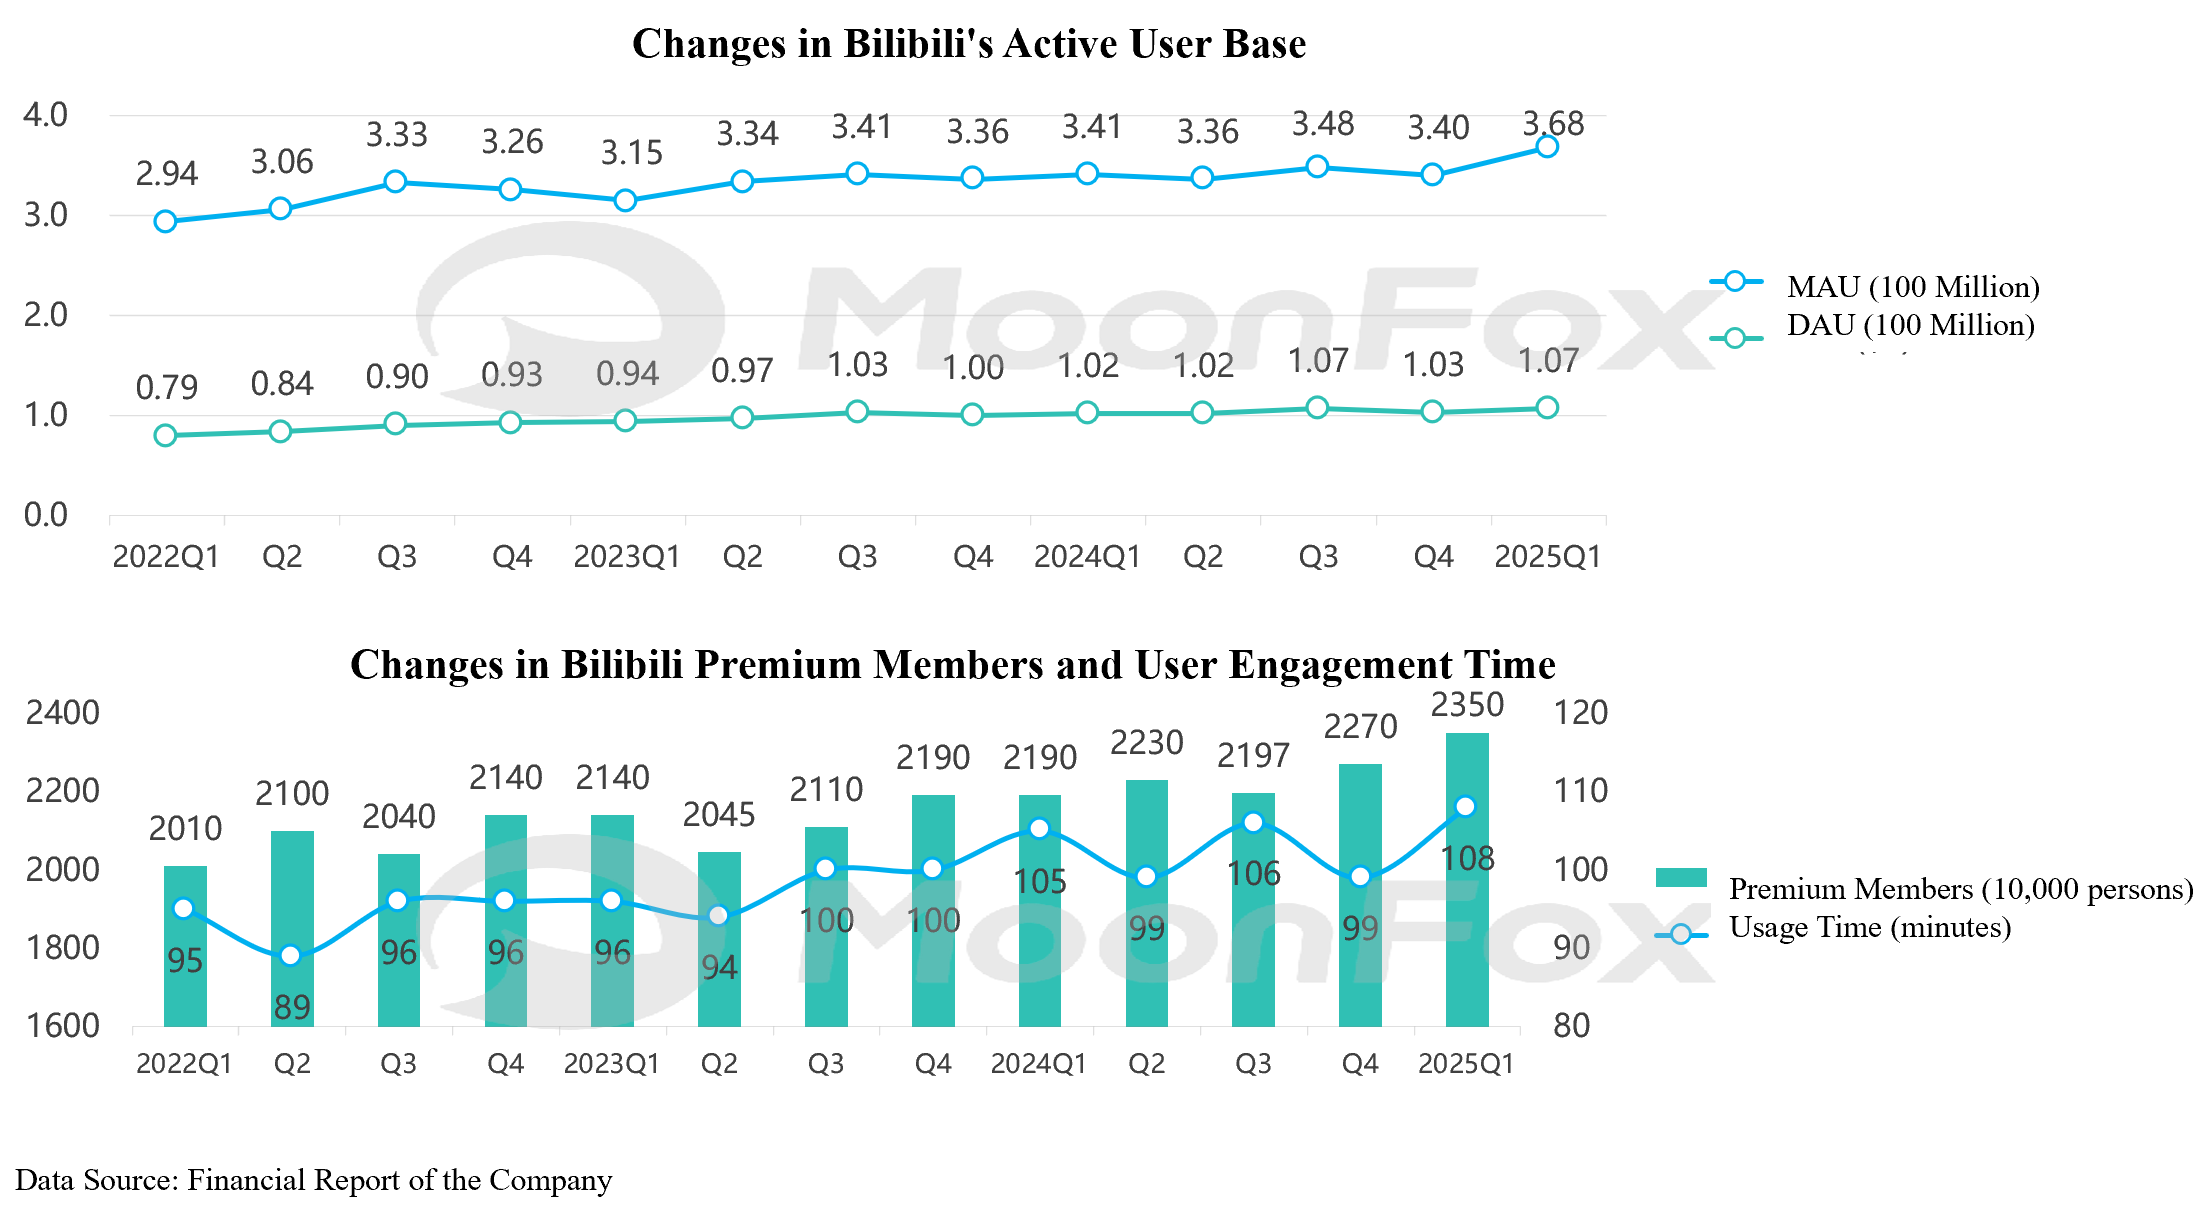 Changes in Bilibili's Active User Base
4.0
3.0
2.0
1.0
0.0
2.94 3.06 3.33 3.26 3.15 3.34 3.41 3.36 3.41 3.36 3.48 3.40 3.68
0.79 0.84 0.90 0.93 0.94 0.97 1.03 1.00 1.02 1.02 1.07 1.03 1.07
2022Q1 Q2 Q3 Q4 2023Q1 Q2 Q3 Q4 2024Q1 Q2 Q3 Q4 2025Q1
MAU (100 Million)
DAU (100 Million)
MoonFox
Changes in Bilibili Premium Members and User Engagement Time
2400
2200
2000
1800
1600
2010 2100 2040 2140 2140 2045 2110 2190 2190 2230 2197 2270 2350
95 89 96 96 96 94 100 100 105 99 106 99 108
120
110
100
90
80
2022Q1 Q2 Q3 Q4 2023Q1 Q2 Q3 Q4 2024Q1 Q2 Q3 Q4 2025Q1
Premium Members (10,000 persons)
Usage Time (minutes)
MoonFox
Data Source: Financial Report of the Company